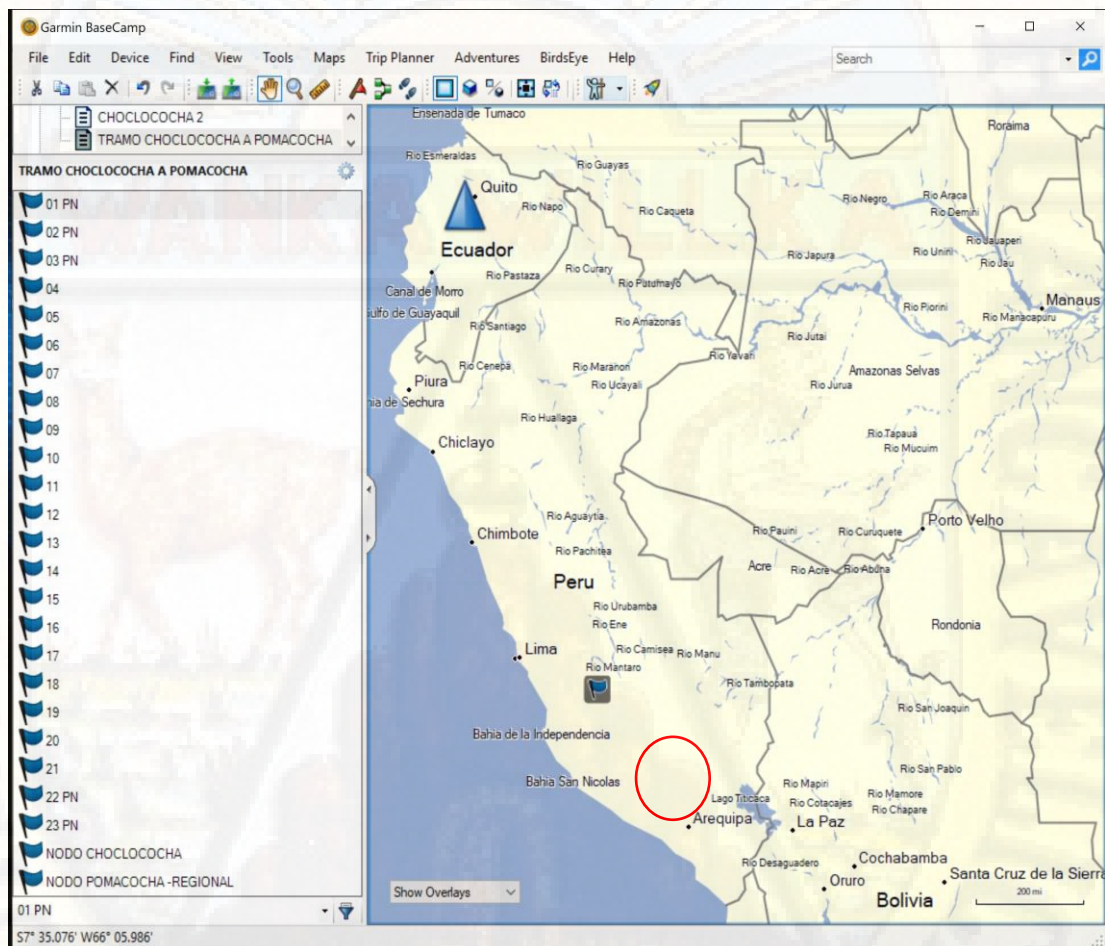 Garmin BaseCamp
File Edit Device Find View Tools Maps Trip Planner Adventures BirdsEye Help
Search
CHOCLOCOCHA 2
TRAMO CHOCLOCOCHA A POMACOCHA
TRAMO CHOCLOCOCHA A POMACOCHA
01 PN
02 PN
03 PN
04
05
06
07
08
09
10
11
12
13
14
15
16
17
18
19
20
21
22 PN
23 PN
NODO CHOCLOCOCHA
NODO POMACOCHA -REGIONAL
01 PN
S7° 35.076' W66° 05.986'
Ensenada de Tumaco
Roraima
Rio Esmeraldas
Rio Guayas
Quito
Rio Napo
Rio Caqueta
Rio Negro
Rio Araca
Rio Demini
Ecuador
Rio Pastaza
Rio Curary
Rio Putumayo
Rio Japura
Rio Unini
Rio Jauaperi
Rio Jau
Canal de Morro
ulfo de Guayaquil
Rio Santiago
Rio Amazonas
Rio Piorini
Manaus
Rio Manacapuru
Rio Jutai
Rio Cenepa
Rio Maranon
Rio Yavari
Rio Ucayali
Amazonas Selvas
Rio Jurua
Piura
hia de Sechura
Rio Huallaga
Chiclayo
Rio Tapaua
Rio Mucuim
Rio Aguaytia
Chimbote
Rio Pachitea
Rio Pauini
Rio Curuquete
Porto Velho
Peru
Acre
Rio Acre
Rio Abuna
Rio Urubamba
Rio Ene
Rondonia
Lima
Rio Camisea
Rio Manu
Rio Mantaro
Rio Tambopata
Rio San Joaquin
Bahia de la Independencia
Bahia San Nicolas
Rio San Pablo
Lago Titicaca
Rio Mapiri
Rio Mamore
Rio Cotacajes
Rio Chapare
Arequipa
La Paz
Rio Desaguadero
Cochabamba
Oruro
Santa Cruz de la Sierra
Bolivia
200 mi
Show Overlays